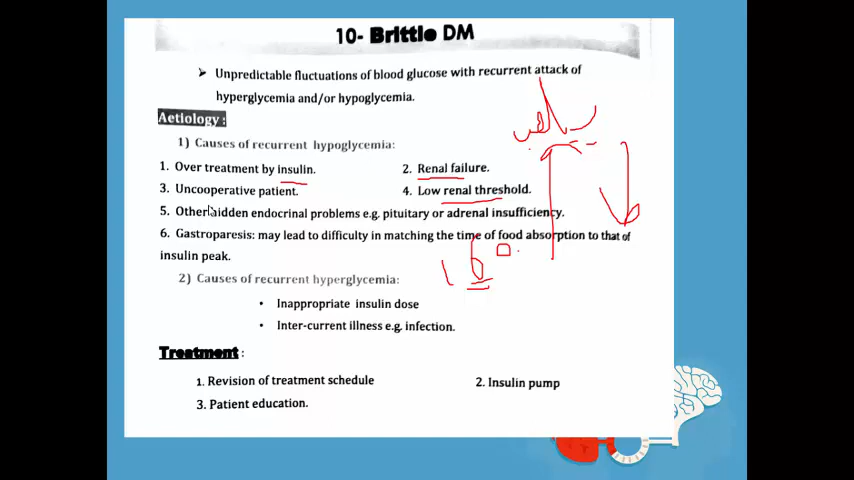 10- Brittle DM
➤ Unpredictable fluctuations of blood glucose with recurrent attack of
hyperglycemia and/or hypoglycemia.
Aetiology:
1) Causes of recurrent hypoglycemia:
1. Over treatment by insulin. 2. Renal failure.
3. Uncooperative patient. 4. Low renal threshold.
5. Other hidden endocrinal problems e.g. pituitary or adrenal insufficiency.
6. Gastroparesis: may lead to difficulty in matching the time of food absorption to that of
insulin peak.
2) Causes of recurrent hyperglycemia:
• Inappropriate insulin dose
• Inter-current illness e.g. infection.
Treatment:
1. Revision of treatment schedule 2. Insulin pump
3. Patient education.